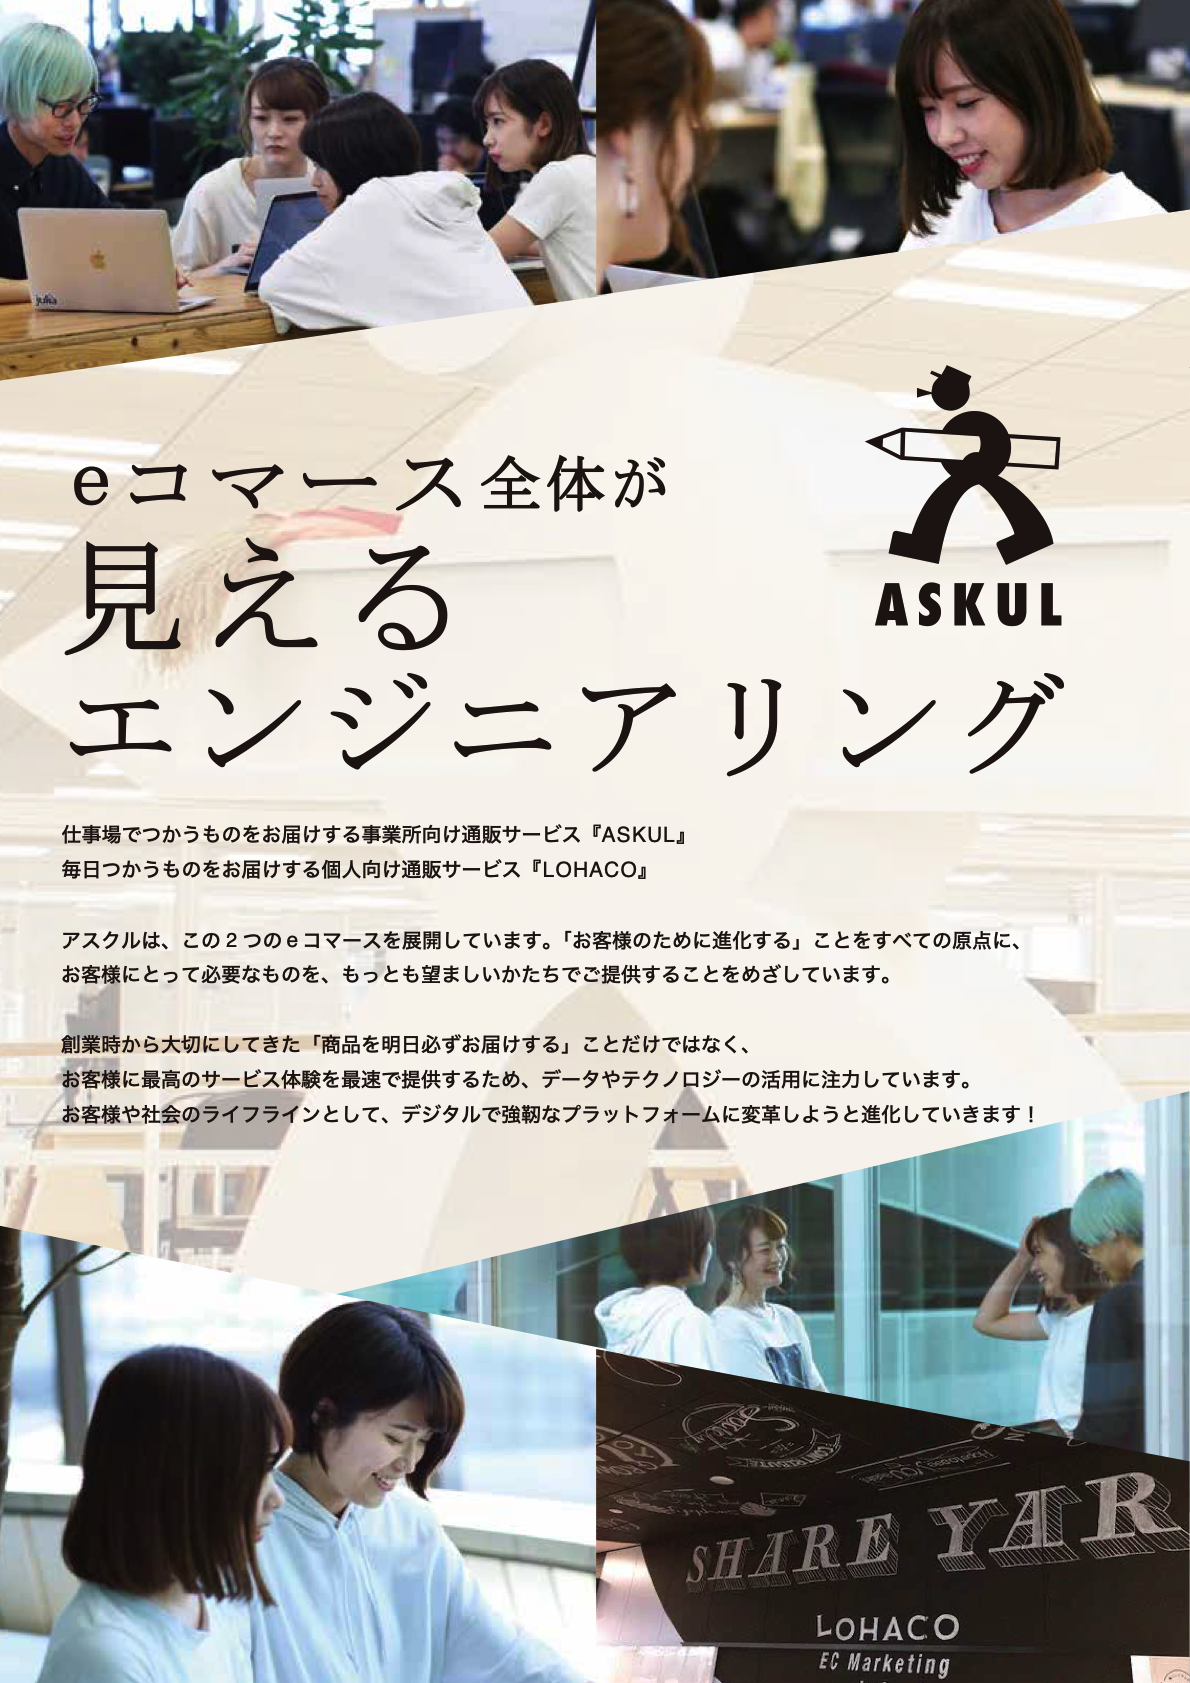 eコマース全体が
見える
エンジニアリング
ASKUL
仕事場でつかうものをお届けする事業所向け通販サービス『ASKUL』
毎日つかうものをお届けする個人向け通販サービス『LOHACO』
アスクルは、この２つのｅコマースを展開しています。「お客様のために進化する」ことをすべての原点に、
お客様にとって必要なものを、もっとも望ましいかたちでご提供することをめざしています。
創業時から大切にしてきた「商品を明日必ずお届けする」ことだけではなく、
お客様に最高のサービス体験を最速で提供するため、データやテクノロジーの活用に注力しています。
お客様や社会のライフラインとして、デジタルで強靭なプラットフォームに変革しようと進化していきます！
julia
CONTRIBUTE
SHARE YAR
LOHACO
EC Marketing